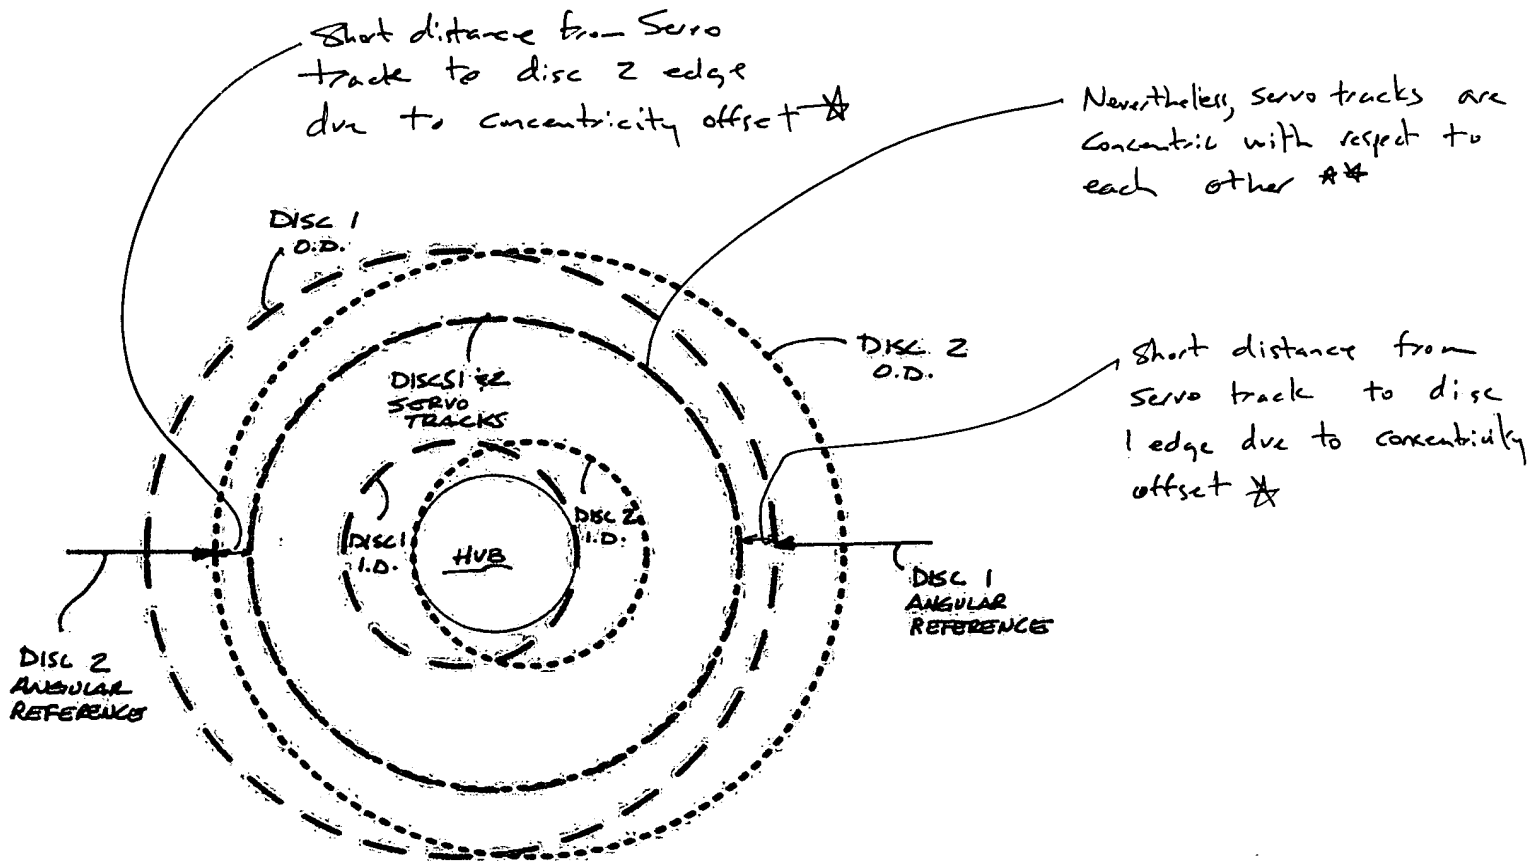 Short distance from Servo
track to disc 2 edge
due to concentricity offset ☆
Nevertheless, servo tracks are
concentric with respect to
each other ☆☆
DISC 1
O.D.
DISC 2
O.D.
Short distance from
servo track to disc
1 edge due to concentricity
offset ☆
DISCS 1 & 2
SERVO
TRACKS
DISC 1
I.D.
HUB
DISC 2
I.D.
DISC 1
ANGULAR
REFERENCE
DISC 2
ANGULAR
REFERENCE